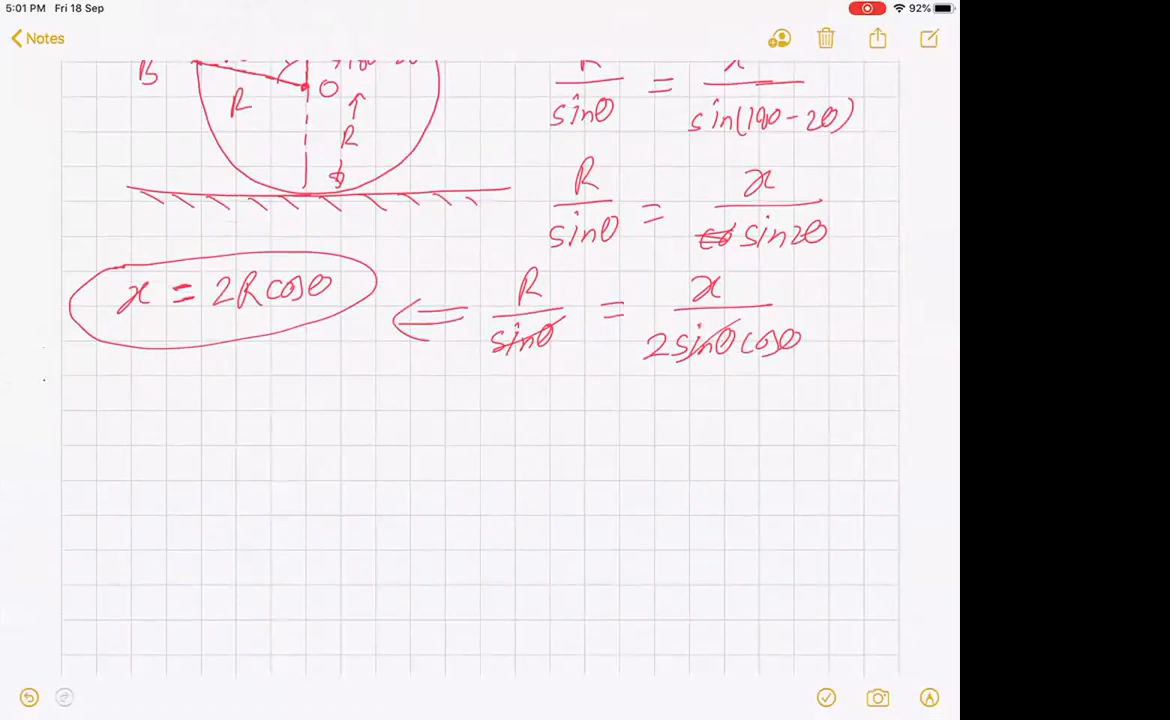 5:01 PM Fri 18 Sep
92%
Notes
B
O
R
R
sinθ = sin(180-2θ)
R = x
sinθ sin2θ
x = 2Rcosθ
R = x
sinθ 2sinθcosθ